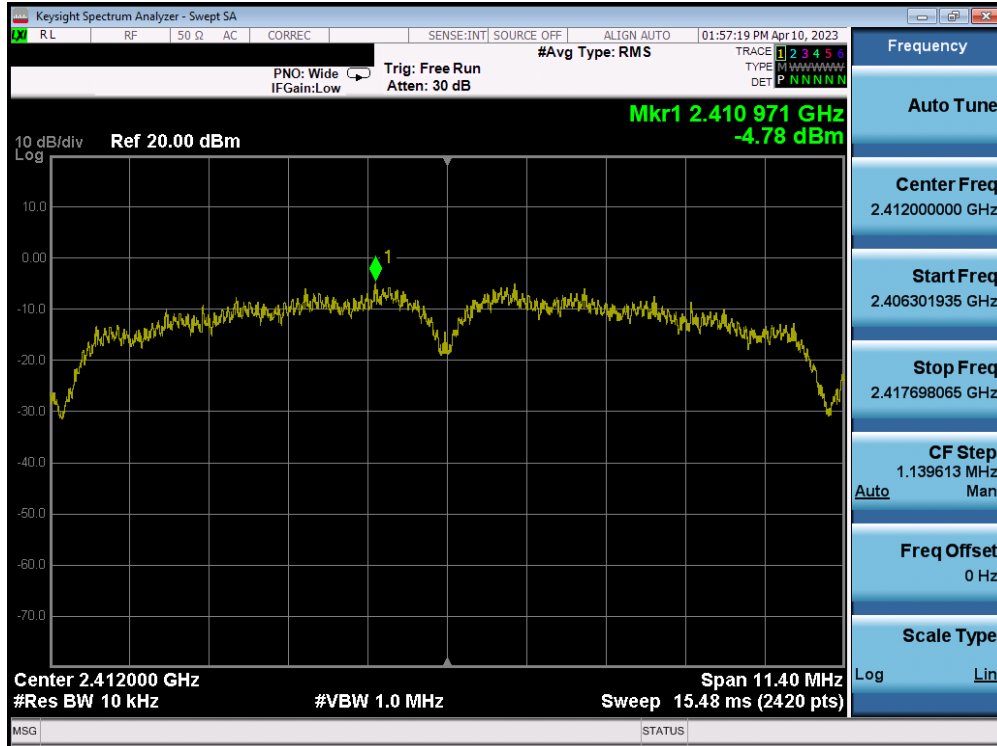 Keysight Spectrum Analyzer - Swept SA
LXI RL RF 50 Ω AC CORREC SENSE:INT SOURCE OFF ALIGN AUTO 01:57:19 PM Apr 10, 2023
#Avg Type: RMS
TRACE 1 2 3 4 5 6
TYPE M WWWWW
DET P N N N N N
PNO: Wide
IFGain:Low
Trig: Free Run
Atten: 30 dB
Mkr1 2.410 971 GHz
-4.78 dBm
10 dB/div
Log
Ref 20.00 dBm
10.0
0.00
-10.0
-20.0
-30.0
-40.0
-50.0
-60.0
-70.0
1
Center 2.412000 GHz
Span 11.40 MHz
#Res BW 10 kHz
#VBW 1.0 MHz
Sweep 15.48 ms (2420 pts)
MSG
STATUS
Frequency
Auto Tune
Center Freq
2.412000000 GHz
Start Freq
2.406301935 GHz
Stop Freq
2.417698065 GHz
CF Step
1.139613 MHz
Auto Man
Freq Offset
0 Hz
Scale Type
Log Lin